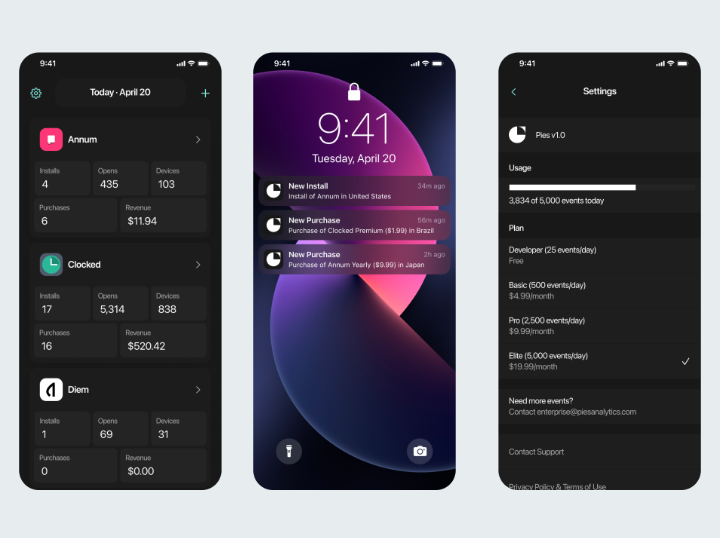 9:41
Today · April 20
Annum
Installs
4
Opens
435
Devices
103
Purchases
6
Revenue
$11.94
Clocked
Installs
17
Opens
5,314
Devices
838
Purchases
16
Revenue
$520.42
Diem
Installs
1
Opens
69
Devices
31
Purchases
0
Revenue
$0.00
9:41
9:41
Tuesday, April 20
New Install 34m ago
Install of Annum in United States
New Purchase 56m ago
Purchase of Clocked Premium ($1.99) in Brazil
New Purchase 2h ago
Purchase of Annum Yearly ($9.99) in Japan
9:41
Settings
Pies v1.0
Usage
3,834 of 5,000 events today
Plan
Developer (25 events/day)
Free
Basic (500 events/day)
$4.99/month
Pro (2,500 events/day)
$9.99/month
Elite (5,000 events/day)
$19.99/month
Need more events?
Contact enterprise@piesanalytics.com
Contact Support
Privacy Policy & Terms of Use